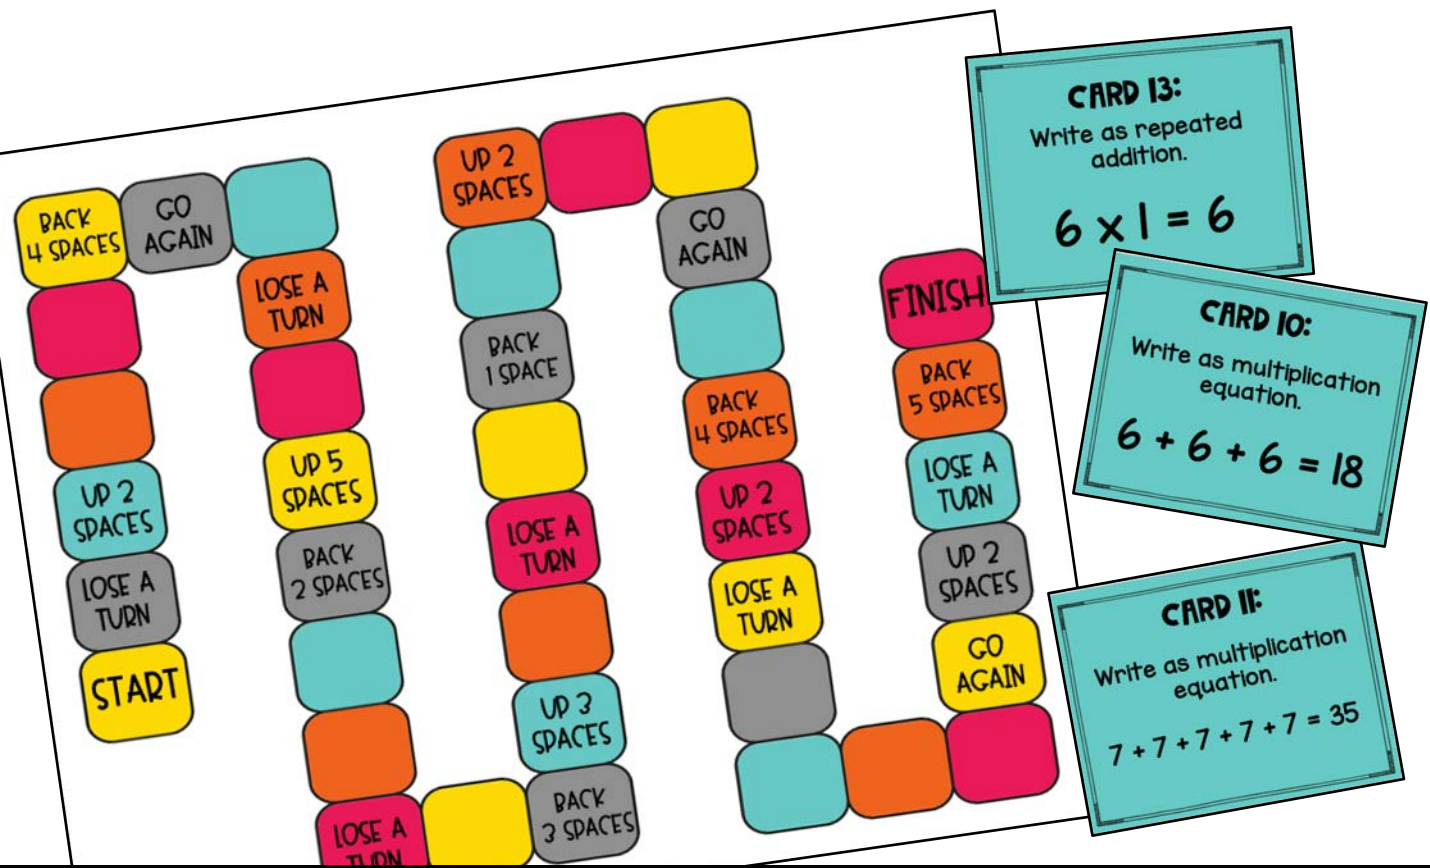 START
LOSE A
TURN
UP 2
SPACES
BACK
4 SPACES
GO
AGAIN
LOSE A
TURN
UP 5
SPACES
BACK
2 SPACES
LOSE A
TURN
BACK
3 SPACES
UP 3
SPACES
LOSE A
TURN
BACK
1 SPACE
UP 2
SPACES
GO
AGAIN
BACK
4 SPACES
UP 2
SPACES
LOSE A
TURN
GO
AGAIN
UP 2
SPACES
LOSE A
TURN
BACK
5 SPACES
FINISH
CARD 13:
Write as repeated
addition.
6 x 1 = 6
CARD 10:
Write as multiplication
equation.
6 + 6 + 6 = 18
CARD 11:
Write as multiplication
equation.
7 + 7 + 7 + 7 + 7 = 35